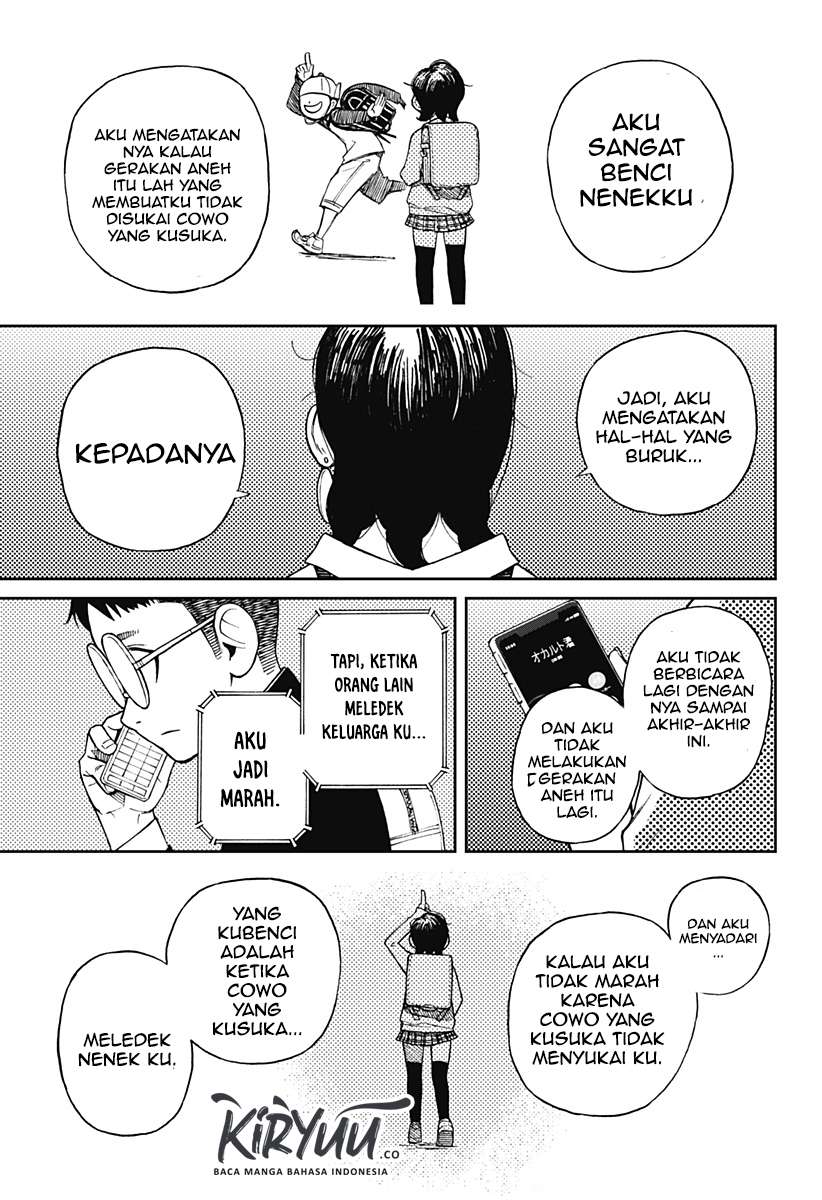 AKU
SANGAT
BENCI
NENEKKU
AKU MENGATAKAN
NYA KALAU
GERAKAN ANEH
ITU LAH YANG
MEMBUATKU TIDAK
DISUKAI COWO
YANG KUSUKA.
JADI, AKU
MENGATAKAN
HAL-HAL YANG
BURUK...
KEPADANYA
オカルト湯
AKU TIDAK
BERBICARA
LAGI DENGAN
NYA SAMPAI
AKHIR-AKHIR
INI.
DAN AKU
TIDAK
MELAKUKAN
GERAKAN
ANEH ITU
LAGI.
TAPI, KETIKA
ORANG LAIN
MELEDEK
KELUARGA KU...
AKU
JADI
MARAH.
DAN AKU
MENYADARI
...
KALAU AKU
TIDAK MARAH
KARENA
COWO YANG
KUSUKA TIDAK
MENYUKAI KU.
YANG
KUBENCI
ADALAH
KETIKA
COWO
YANG
KUSUKA...
MELEDEK
NENEK KU.
KIRYUU.CO
BACA MANGA BAHASA INDONESIA